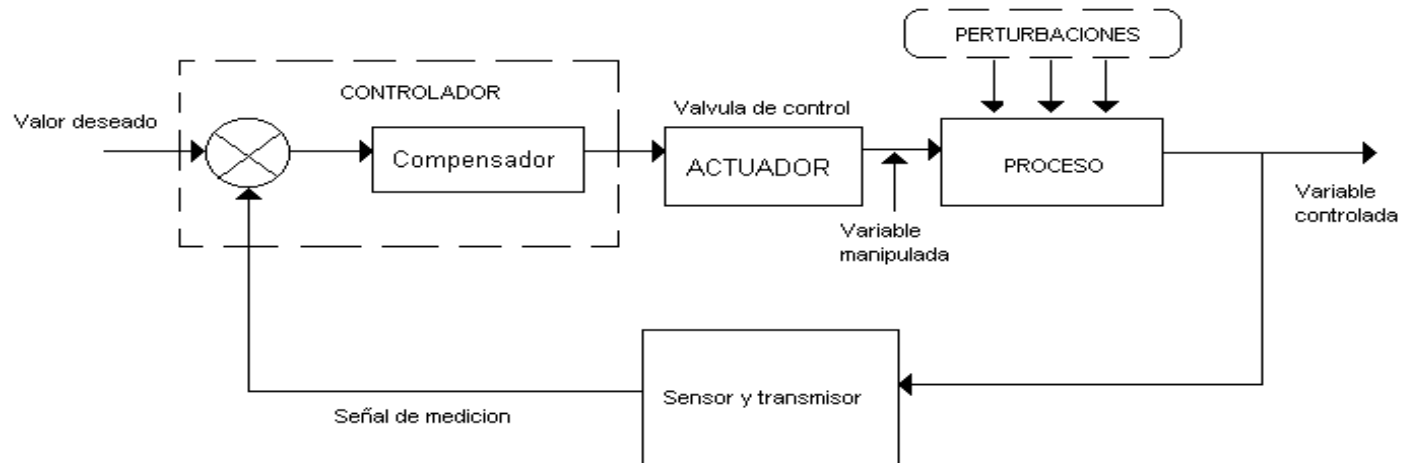 PERTURBACIONES
CONTROLADOR
Valor deseado
Valvula de control
Compensador
ACTUADOR
PROCESO
Variable
manipulada
Variable
controlada
Sensor y transmisor
Señal de medicion